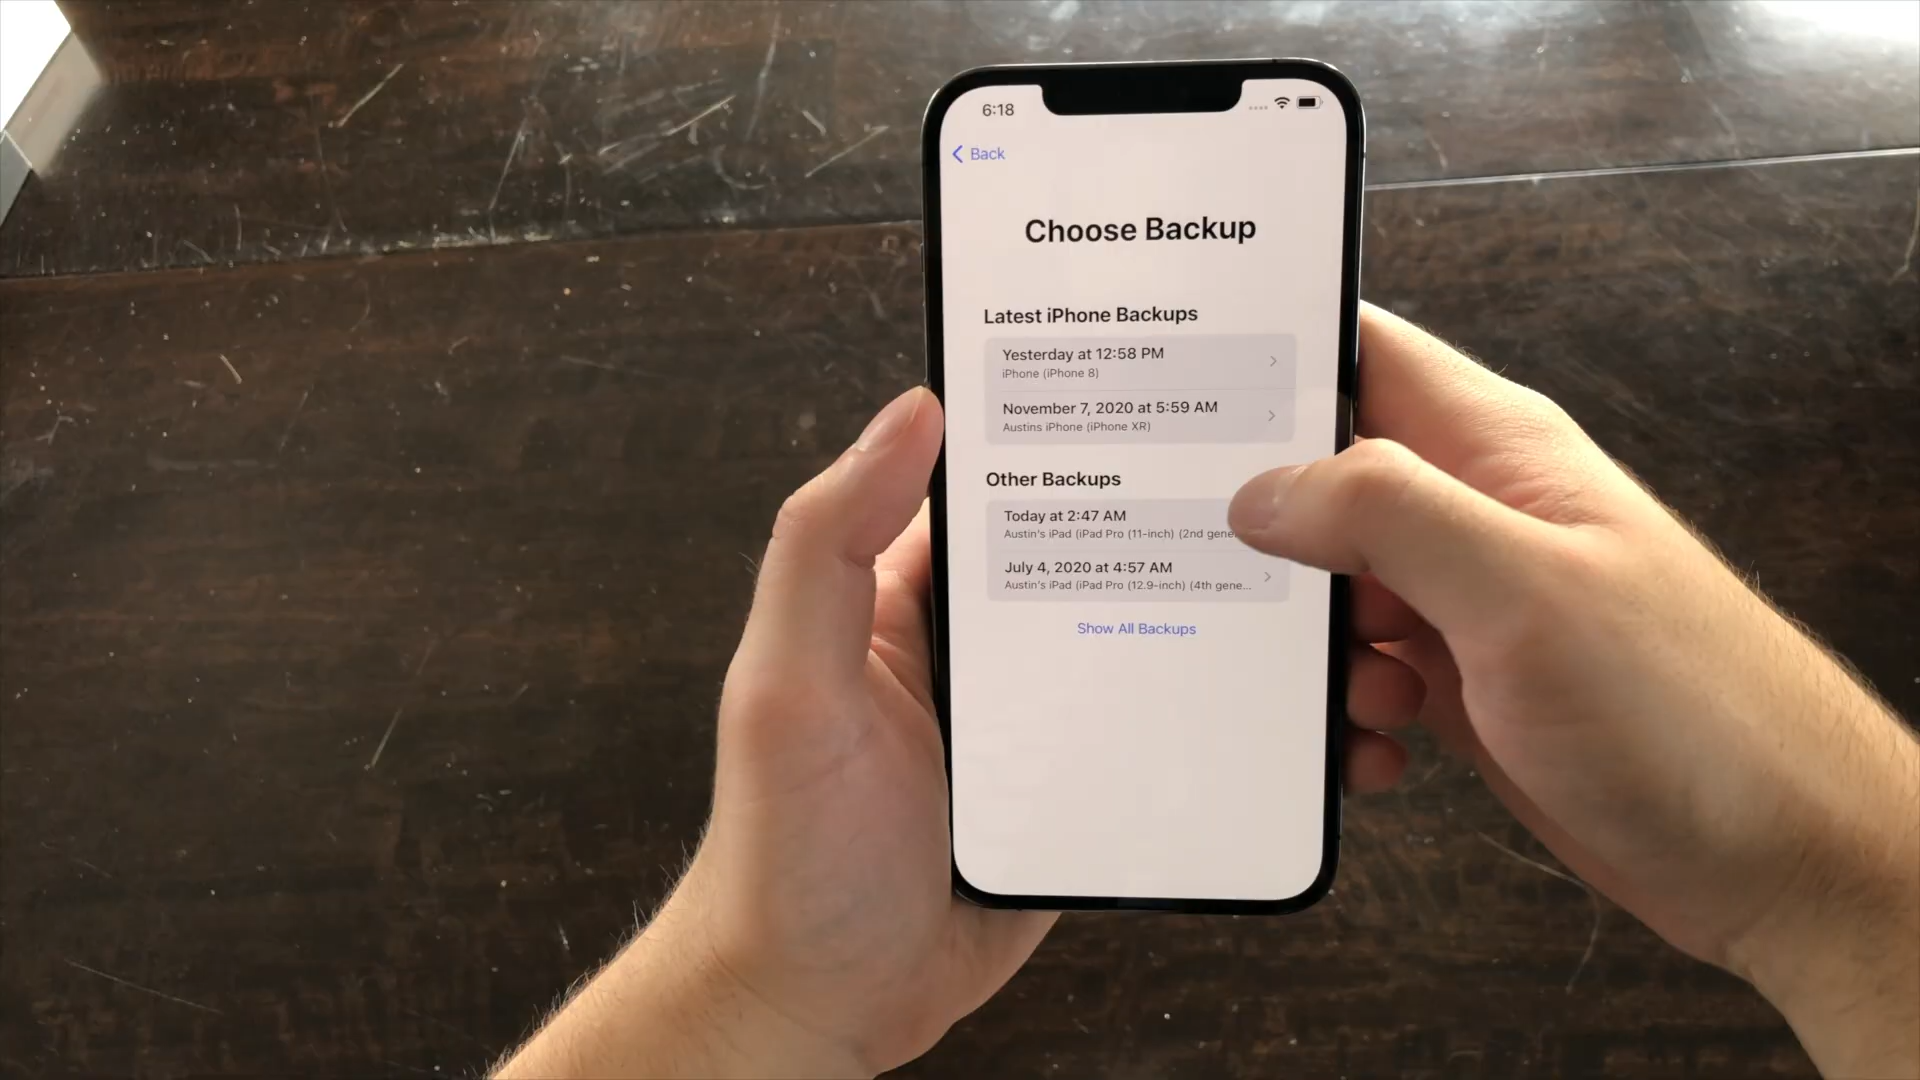 6:18
Back
Choose Backup
Latest iPhone Backups
Yesterday at 12:58 PM
iPhone (iPhone 8)
November 7, 2020 at 5:59 AM
Austins iPhone (iPhone XR)
Other Backups
Today at 2:47 AM
Austin's iPad (iPad Pro (11-inch) (2nd gene...
July 4, 2020 at 4:57 AM
Austin's iPad (iPad Pro (12.9-inch) (4th gene...
Show All Backups